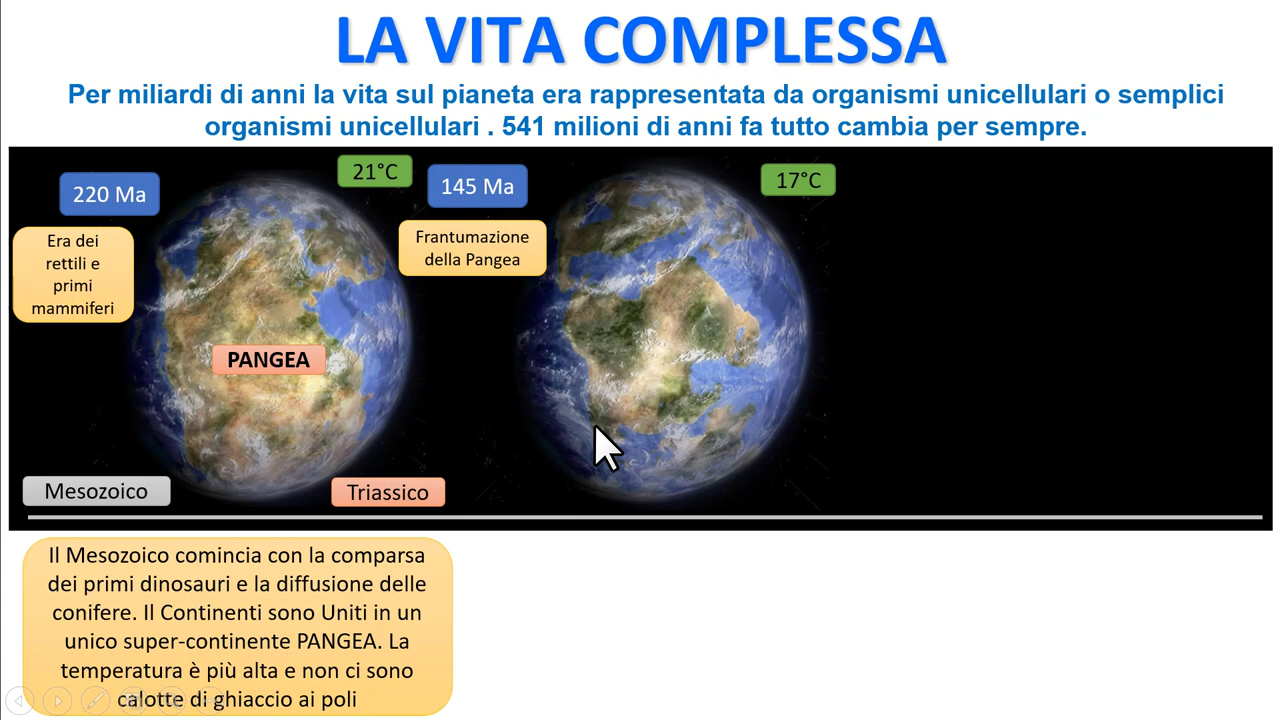 LA VITA COMPLESSA
Per miliardi di anni la vita sul pianeta era rappresentata da organismi unicellulari o semplici
organismi unicellulari . 541 milioni di anni fa tutto cambia per sempre.
220 Ma
21°C
145 Ma
17°C
Era dei
rettili e
primi
mammiferi
Frantumazione
della Pangea
PANGEA
Mesozoico
Triassico
Il Mesozoico comincia con la comparsa
dei primi dinosauri e la diffusione delle
conifere. Il Continenti sono Uniti in un
unico super-continente PANGEA. La
temperatura è più alta e non ci sono
calotte di ghiaccio ai poli